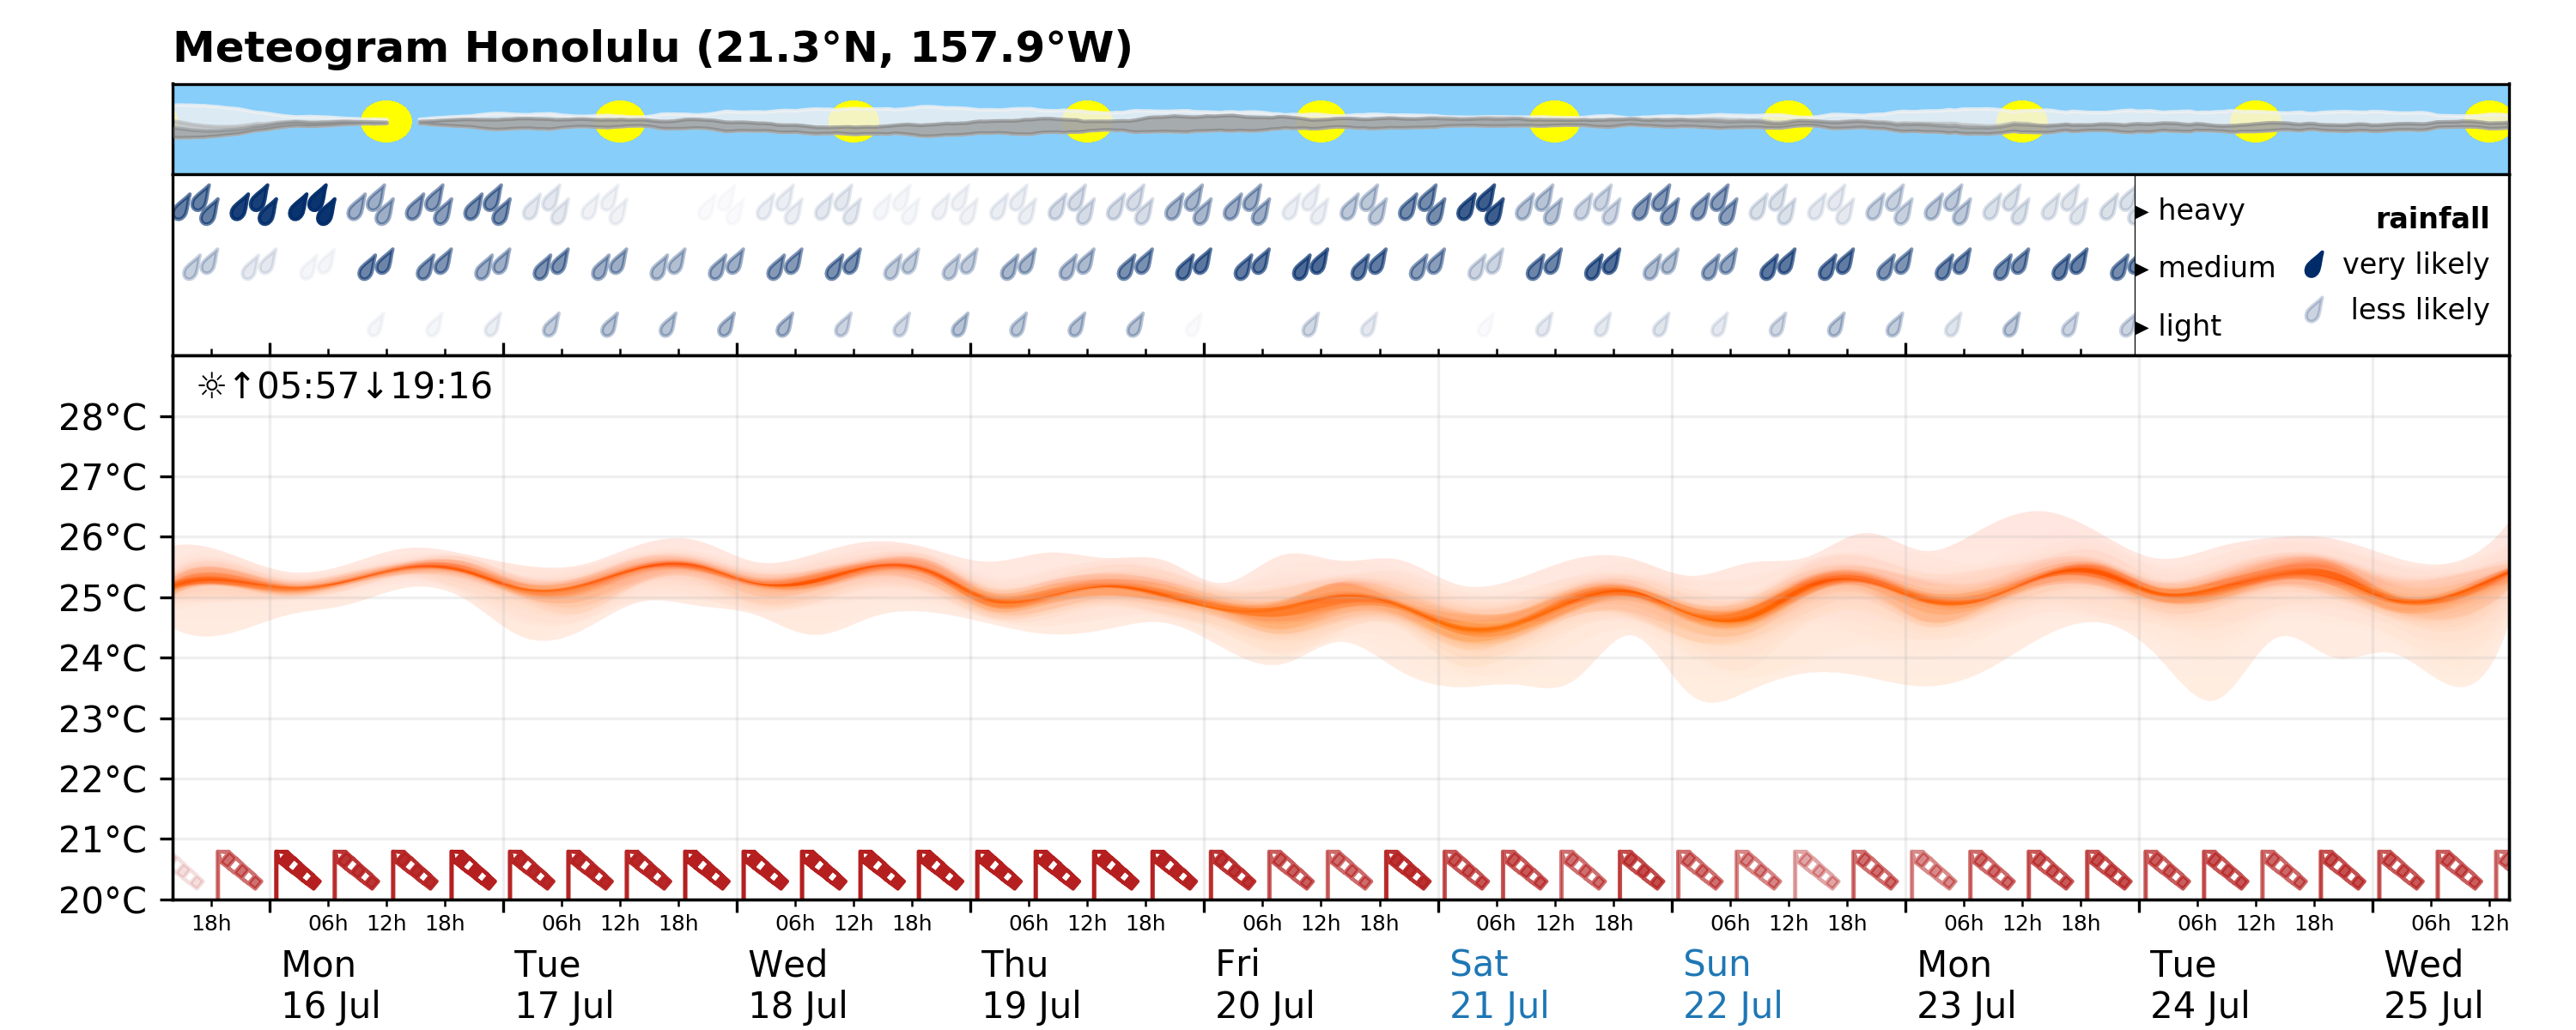 Meteogram Honolulu (21.3°N, 157.9°W)
heavy
rainfall
medium
very likely
less likely
light
☼↑05:57↓19:16
28°C
27°C
26°C
25°C
24°C
23°C
22°C
21°C
20°C
18h 06h 12h 18h 06h 12h 18h 06h 12h 18h 06h 12h 18h 06h 12h 18h 06h 12h 18h 06h 12h 18h 06h 12h 18h 06h 12h 18h 06h 12h
Mon Tue Wed Thu Fri Sat Sun Mon Tue Wed
16 Jul 17 Jul 18 Jul 19 Jul 20 Jul 21 Jul 22 Jul 23 Jul 24 Jul 25 Jul